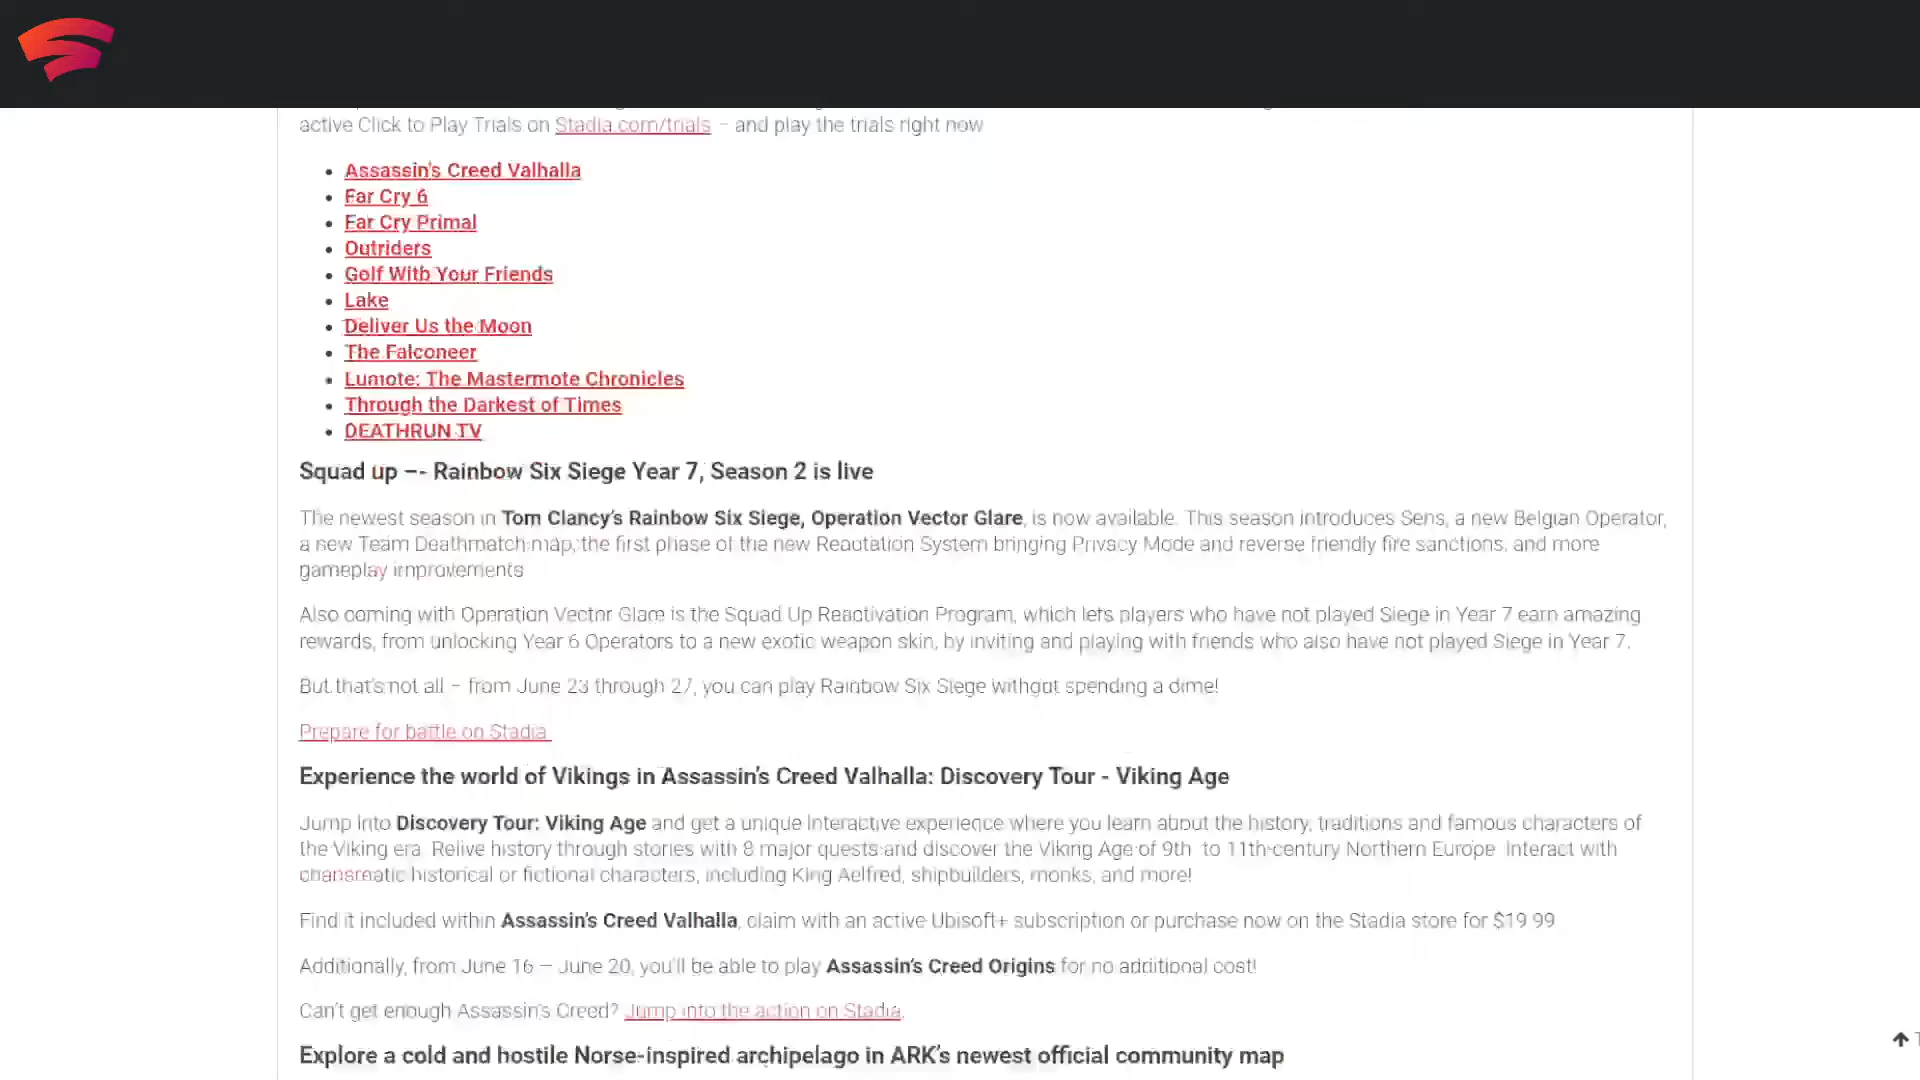 active Click to Play Trials on Stadia.com/trials – and play the trials right now
Assassin's Creed Valhalla
Far Cry 6
Far Cry Primal
Outriders
Golf With Your Friends
Lake
Deliver Us the Moon
The Falconeer
Lumote: The Mastermote Chronicles
Through the Darkest of Times
DEATHRUN TV
Squad up –- Rainbow Six Siege Year 7, Season 2 is live
The newest season in Tom Clancy's Rainbow Six Siege, Operation Vector Glare, is now available. This season introduces Sens, a new Belgian Operator,
a new Team Deathmatch map, the first phase of the new Reputation System bringing Privacy Mode and reverse friendly fire sanctions, and more
gameplay improvements
Also coming with Operation Vector Glare is the Squad Up Reactivation Program, which lets players who have not played Siege in Year 7 earn amazing
rewards, from unlocking Year 6 Operators to a new exotic weapon skin, by inviting and playing with friends who also have not played Siege in Year 7.
But that's not all – from June 23 through 27, you can play Rainbow Six Siege without spending a dime!
Prepare for battle on Stadia
Experience the world of Vikings in Assassin's Creed Valhalla: Discovery Tour - Viking Age
Jump into Discovery Tour: Viking Age and get a unique interactive experience where you learn about the history, traditions and famous characters of
the Viking era. Relive history through stories with 8 major quests and discover the Viking Age of 9th to 11th-century Northern Europe Interact with
charismatic historical or fictional characters, including King Aelfred, shipbuilders, monks, and more!
Find it included within Assassin's Creed Valhalla, claim with an active Ubisoft+ subscription or purchase now on the Stadia store for $19 99
Additionally, from June 16 – June 20, you'll be able to play Assassin's Creed Origins for no additional cost!
Can't get enough Assassin's Creed? Jump into the action on Stadia.
Explore a cold and hostile Norse-inspired archipelago in ARK's newest official community map